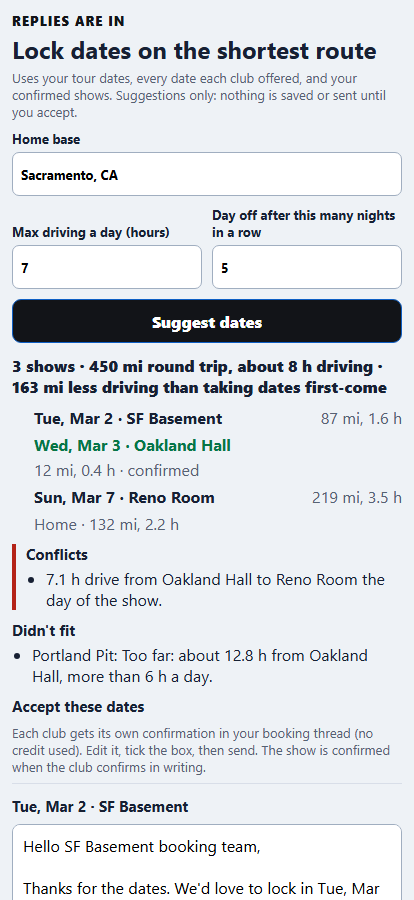 REPLIES ARE IN
Lock dates on the shortest route
Uses your tour dates, every date each club offered, and your
confirmed shows. Suggestions only: nothing is saved or sent until
you accept.
Home base
Sacramento, CA
Max driving a day (hours)
Day off after this many nights
in a row
7
5
Suggest dates
3 shows · 450 mi round trip, about 8 h driving ·
163 mi less driving than taking dates first-come
Tue, Mar 2 · SF Basement 87 mi, 1.6 h
Wed, Mar 3 · Oakland Hall
12 mi, 0.4 h · confirmed
Sun, Mar 7 · Reno Room 219 mi, 3.5 h
Home · 132 mi, 2.2 h
Conflicts
• 7.1 h drive from Oakland Hall to Reno Room the
day of the show.
Didn't fit
• Portland Pit: Too far: about 12.8 h from Oakland
Hall, more than 6 h a day.
Accept these dates
Each club gets its own confirmation in your booking thread (no
credit used). Edit it, tick the box, then send. The show is confirmed
when the club confirms in writing.
Tue, Mar 2 · SF Basement
Hello SF Basement booking team,
Thanks for the dates. We'd love to lock in Tue, Mar